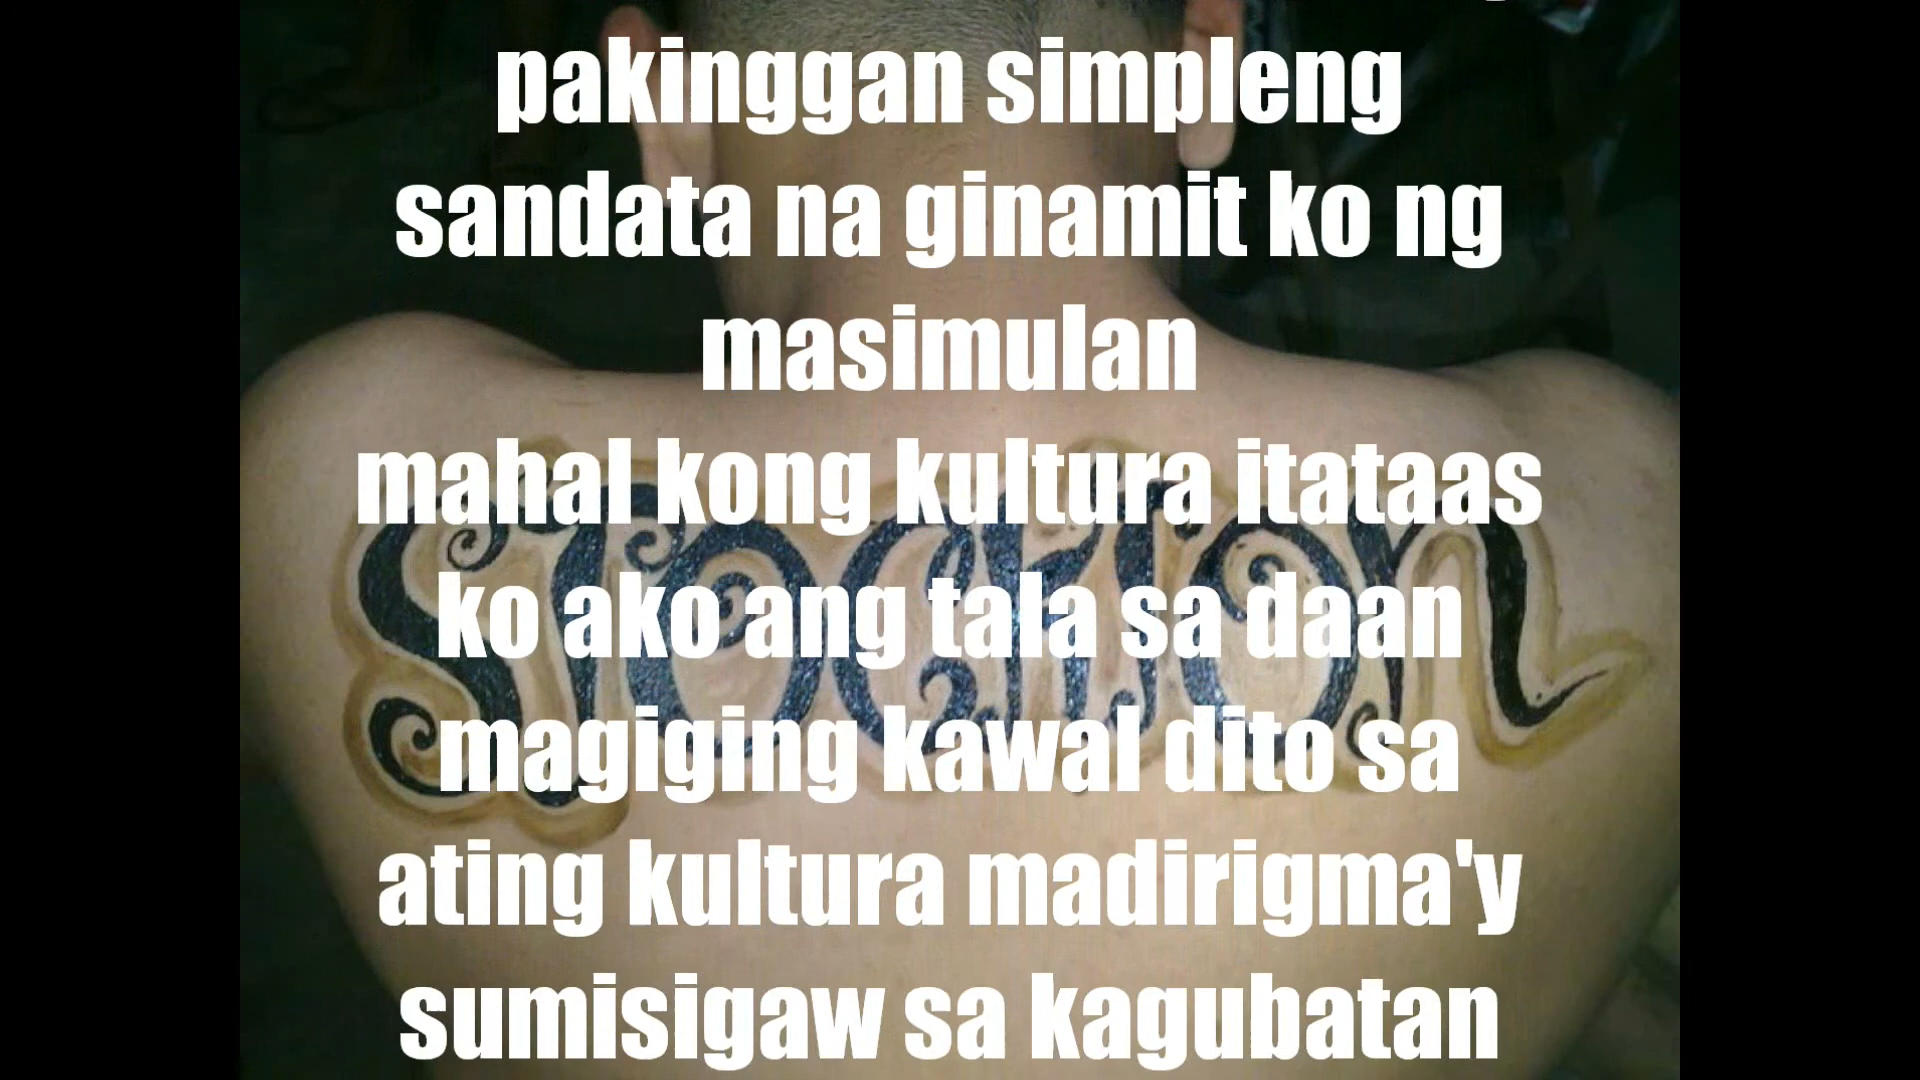 pakinggan simpleng
sandata na ginamit ko ng
masimulan
mahal kong kultura itataas
ko ako ang tala sa daan
magiging kawal dito sa
ating kultura madirigma'y
sumisigaw sa kagubatan
stockton